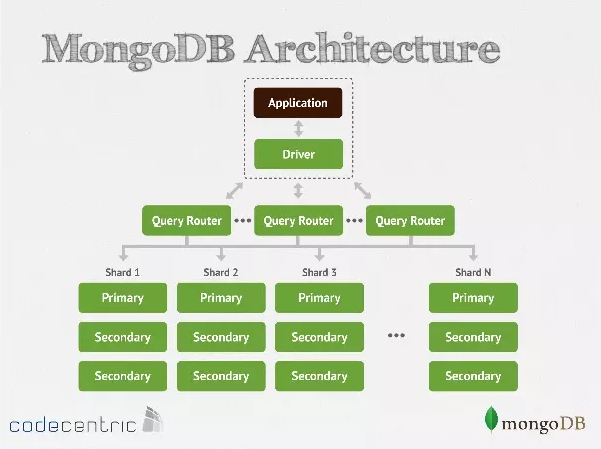 MongoDB Architecture
Application
Driver
Query Router ••• Query Router ••• Query Router
Shard 1 Shard 2 Shard 3 Shard N
Primary Primary Primary Primary
Secondary Secondary Secondary ••• Secondary
Secondary Secondary Secondary Secondary
codecentric mongoDB